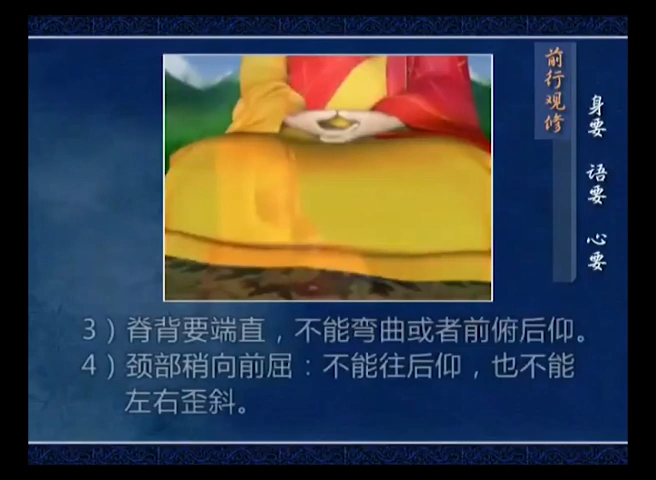 前行观修
身要 语要 心要
3）脊背要端直，不能弯曲或者前俯后仰。
4）颈部稍向前屈：不能往后仰，也不能
左右歪斜。